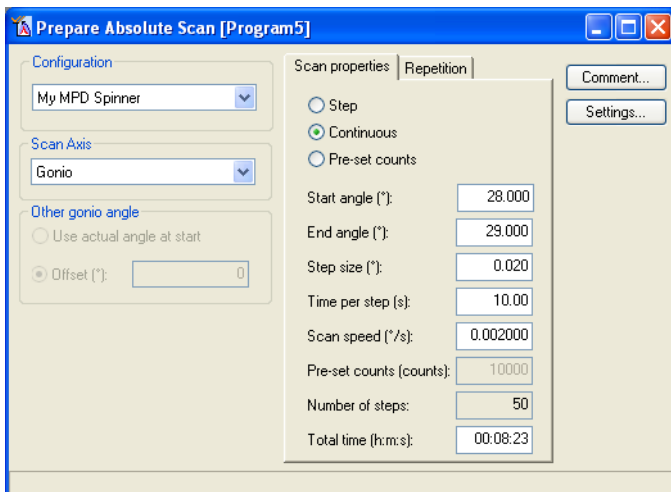 Prepare Absolute Scan [Program5]
Configuration
My MPD Spinner
Scan Axis
Gonio
Other gonio angle
Use actual angle at start
Offset (°): 0
Scan properties Repetition
Step
Continuous
Pre-set counts
Start angle (°): 28.000
End angle (°): 29.000
Step size (°): 0.020
Time per step (s): 10.00
Scan speed (°/s): 0.002000
Pre-set counts (counts): 10000
Number of steps: 50
Total time (h:m:s): 00:08:23
Comment...
Settings...